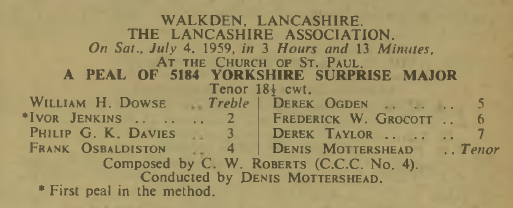 WALKDEN, LANCASHIRE.
THE LANCASHIRE ASSOCIATION.
On Sat., July 4, 1959, in 3 Hours and 13 Minutes,
AT THE CHURCH OF ST. PAUL.
A PEAL OF 5184 YORKSHIRE SURPRISE MAJOR
Tenor 18½ cwt.
WILLIAM H. DOWSE .. Treble
*IVOR JENKINS .. .. .. 2
PHILIP G. K. DAVIES .. 3
FRANK OSBALDISTON .. 4
DEREK OGDEN .. .. .. 5
FREDERICK W. GROCOTT .. 6
DEREK TAYLOR .. .. .. 7
DENIS MOTTERSHEAD .. Tenor
Composed by C. W. ROBERTS (C.C.C. No. 4).
Conducted by DENIS MOTTERSHEAD.
* First peal in the method.